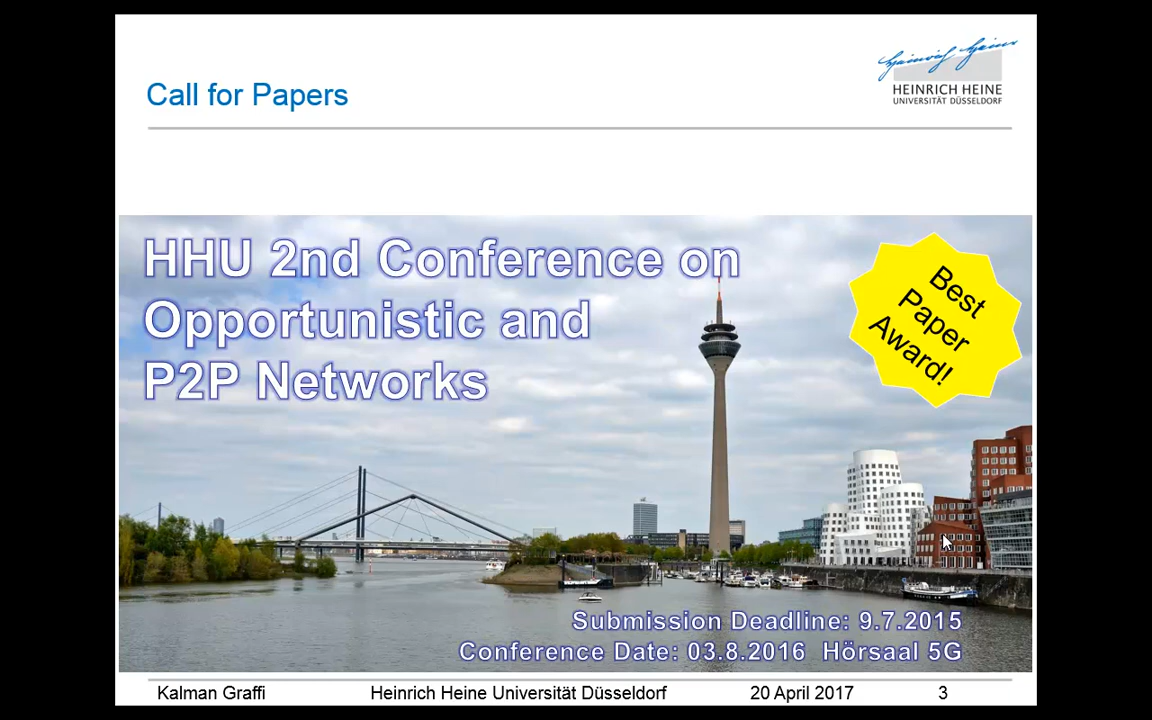 Call for Papers
Heinrich Heine
HEINRICH HEINE
UNIVERSITÄT DÜSSELDORF
HHU 2nd Conference on
Opportunistic and
P2P Networks
Best
Paper
Award!
Submission Deadline: 9.7.2015
Conference Date: 03.8.2016 Hörsaal 5G
Kalman Graffi Heinrich Heine Universität Düsseldorf 20 April 2017 3